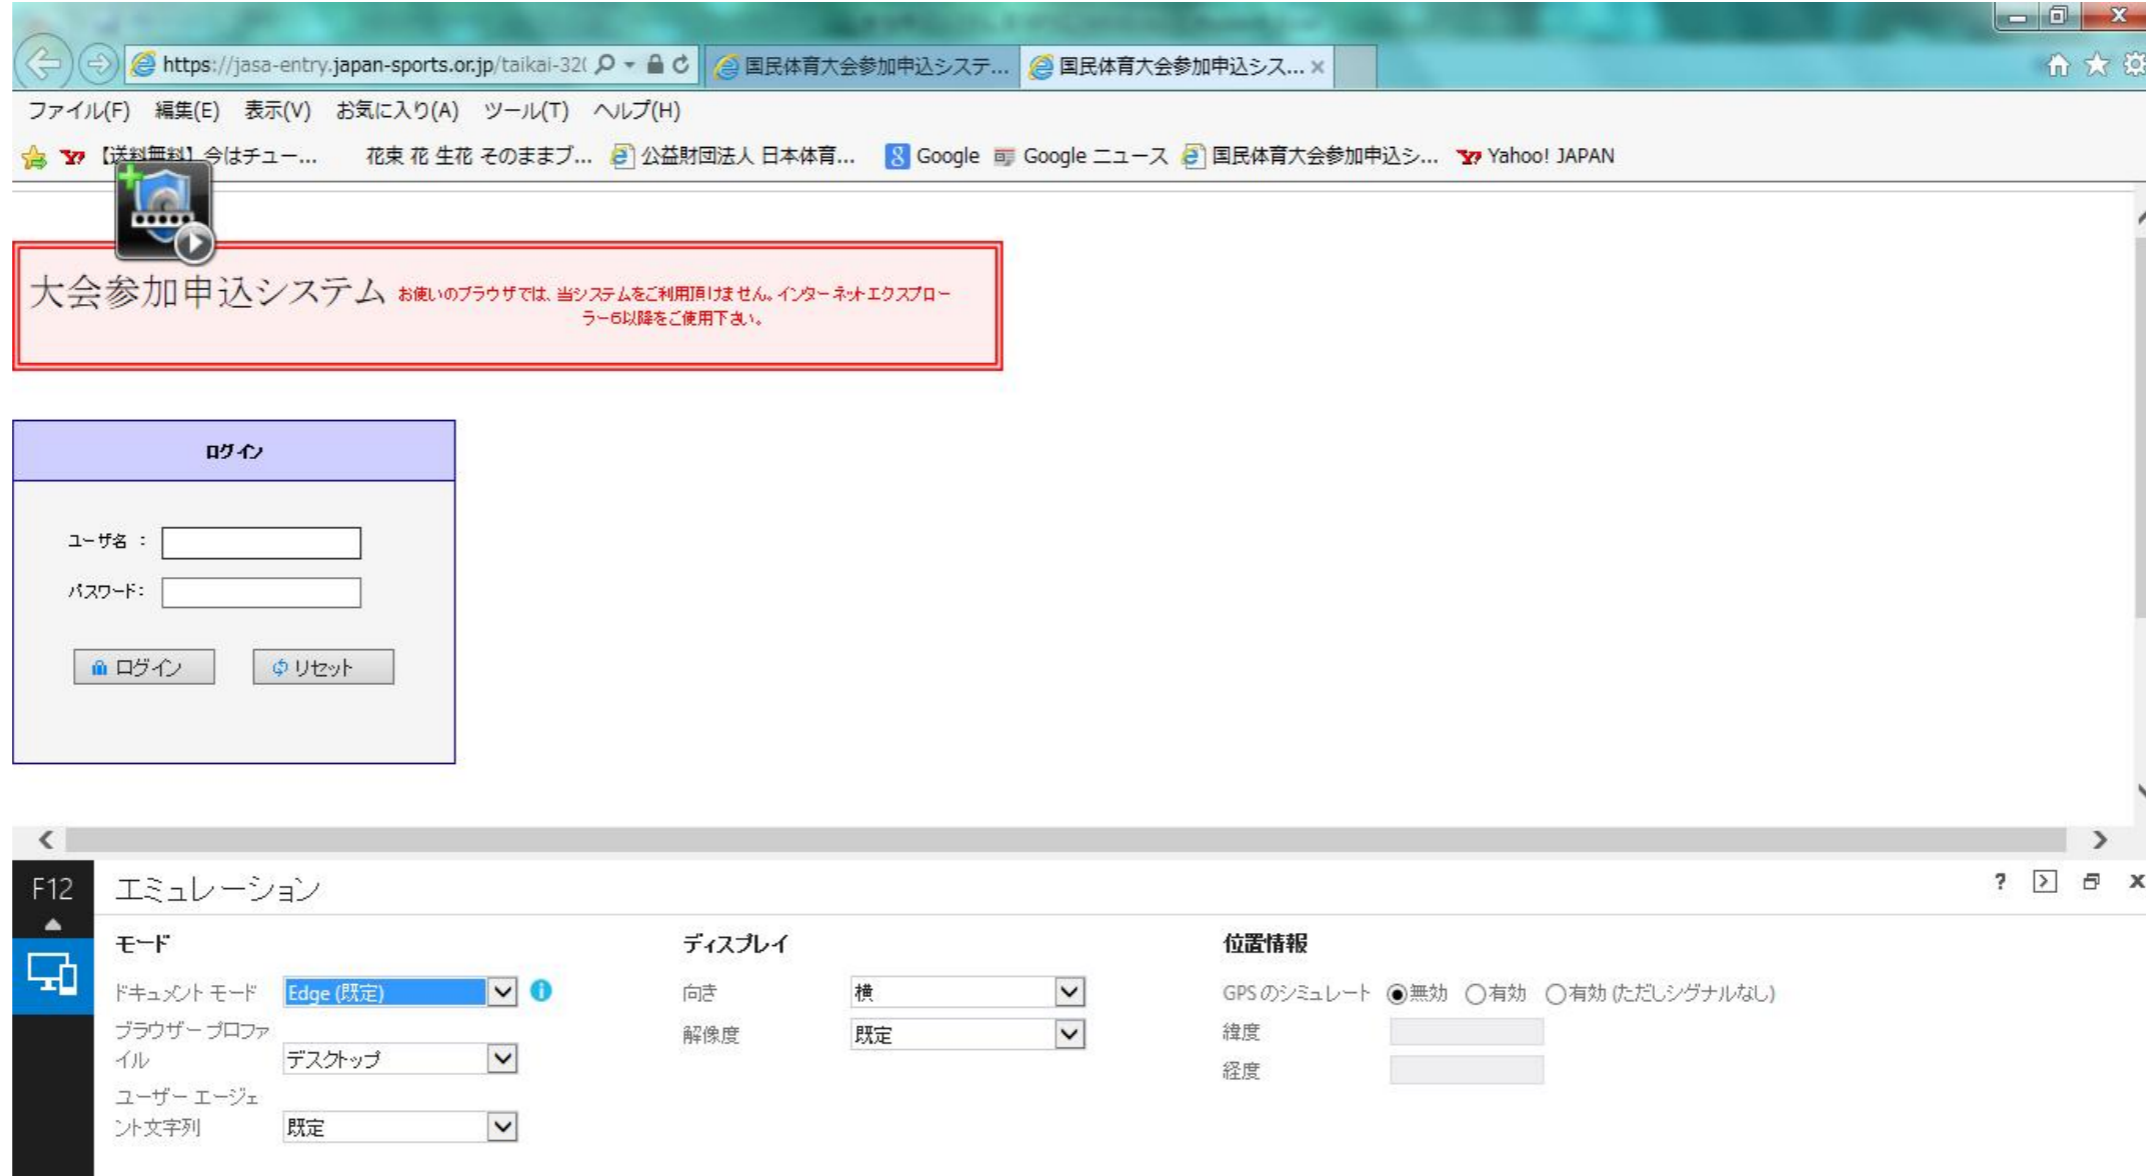 https://jasa-entry.japan-sports.or.jp/taikai-32( 国民体育大会参加申込システ... 国民体育大会参加申込シス... ×
ファイル(F) 編集(E) 表示(V) お気に入り(A) ツール(T) ヘルプ(H)
【送料無料】今はチュー... 花束 花 生花 そのままブ... 公益財団法人 日本体育... Google Google ニュース 国民体育大会参加申込シ... Yahoo! JAPAN
大会参加申込システム お使いのブラウザでは、当システムをご利用頂けません。インターネットエクスプロー
ラー6以降をご使用下さい。
ログイン
ユーザ名 :
パスワード:
ログイン リセット
F12 エミュレーション ?
モード ディスプレイ 位置情報
ドキュメント モード Edge (既定) 向き 横 GPS のシミュレート 無効 有効 有効 (ただしシグナルなし)
ブラウザー プロファ
イル デスクトップ 解像度 既定 緯度
経度
ユーザー エージェ
ント文字列 既定